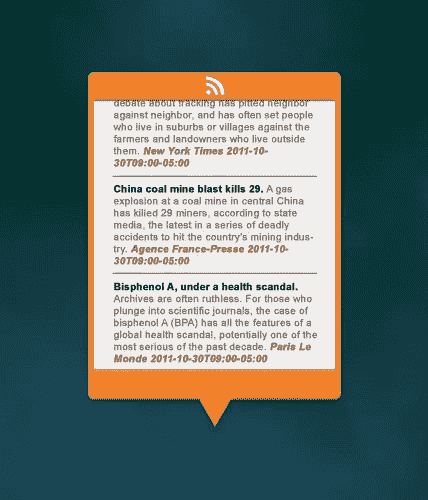 debate about tracking has pitted neighbor
against neighbor, and has often set people
who live in suburbs or villages against the
farmers and landowners who live outside
them. New York Times 2011-10-
30T09:00-05:00
China coal mine blast kills 29. A gas
explosion at a coal mine in central China
has killed 29 miners, according to state
media, the latest in a series of deadly
accidents to hit the country's mining indus-
try. Agence France-Presse 2011-10-
30T09:00-05:00
Bisphenol A, under a health scandal.
Archives are often ruthless. For those who
plunge into scientific journals, the case of
bisphenol A (BPA) has all the features of a
global health scandal, potentially one of the
most serious of the past decade. Paris Le
Monde 2011-10-30T09:00-05:00